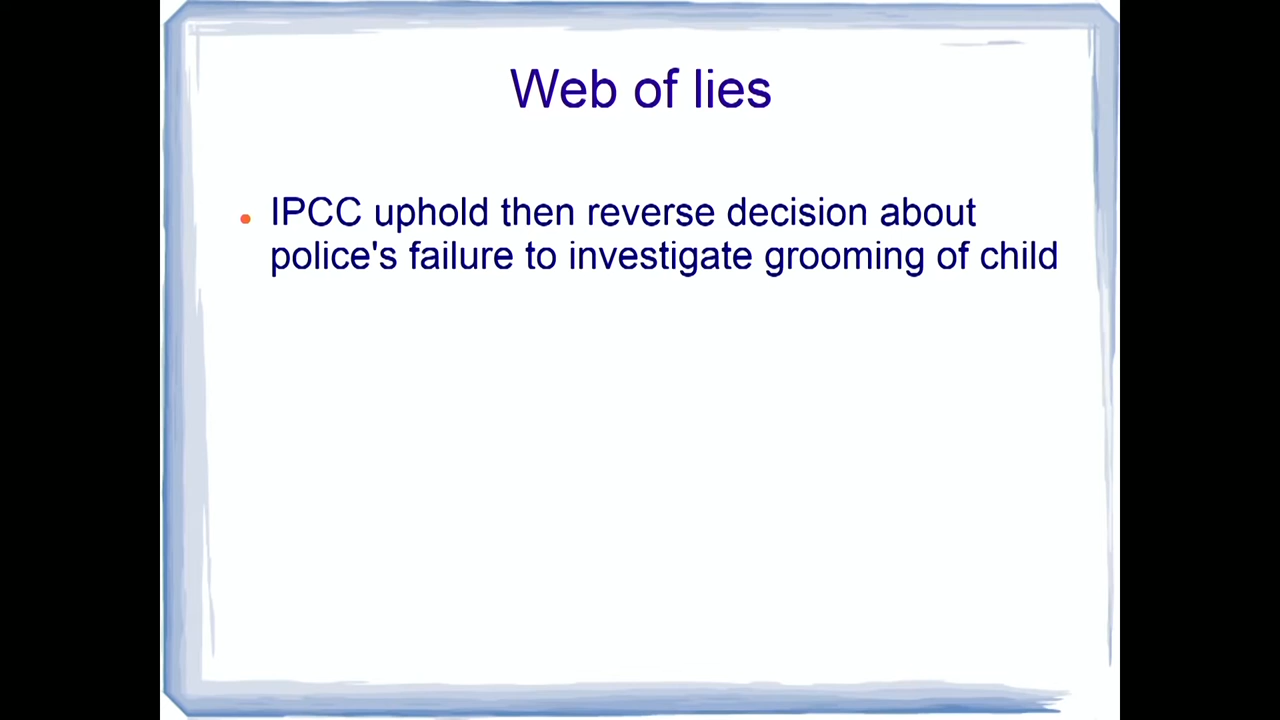 Web of lies
IPCC uphold then reverse decision about
police's failure to investigate grooming of child